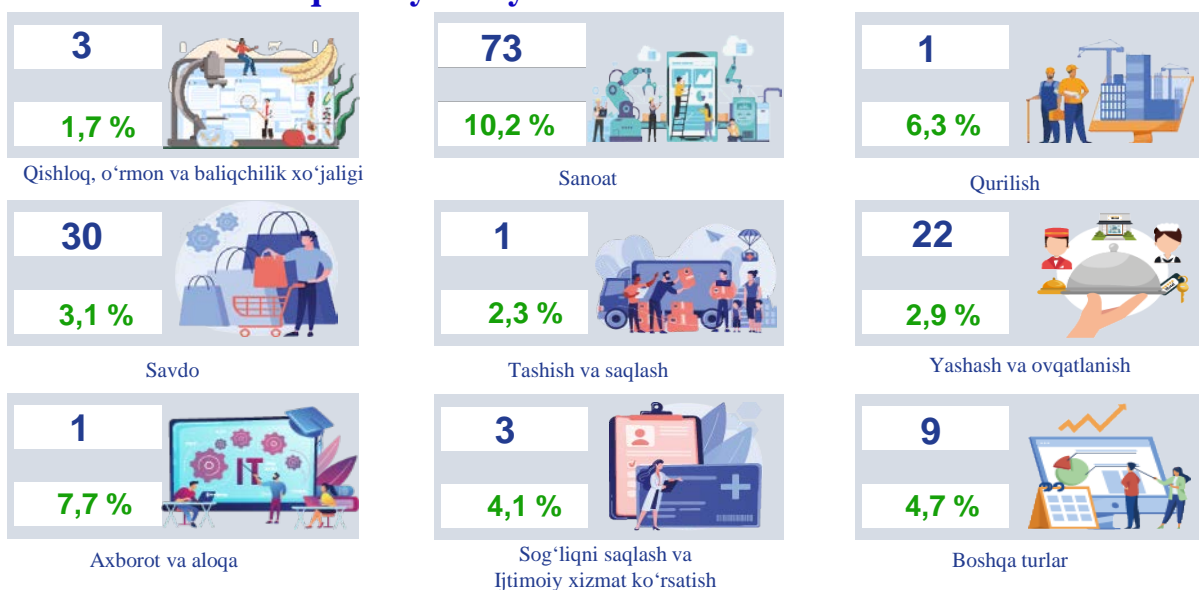 3
1,7 %
Qishloq, o‘rmon va baliqchilik xo‘jaligi
73
10,2 %
Sanoat
1
6,3 %
Qurilish
30
3,1 %
Savdo
1
2,3 %
Tashish va saqlash
22
2,9 %
Yashash va ovqatlanish
1
7,7 %
IT
Axborot va aloqa
3
4,1 %
Sog‘liqni saqlash va
Ijtimoiy xizmat ko‘rsatish
9
4,7 %
Boshqa turlar